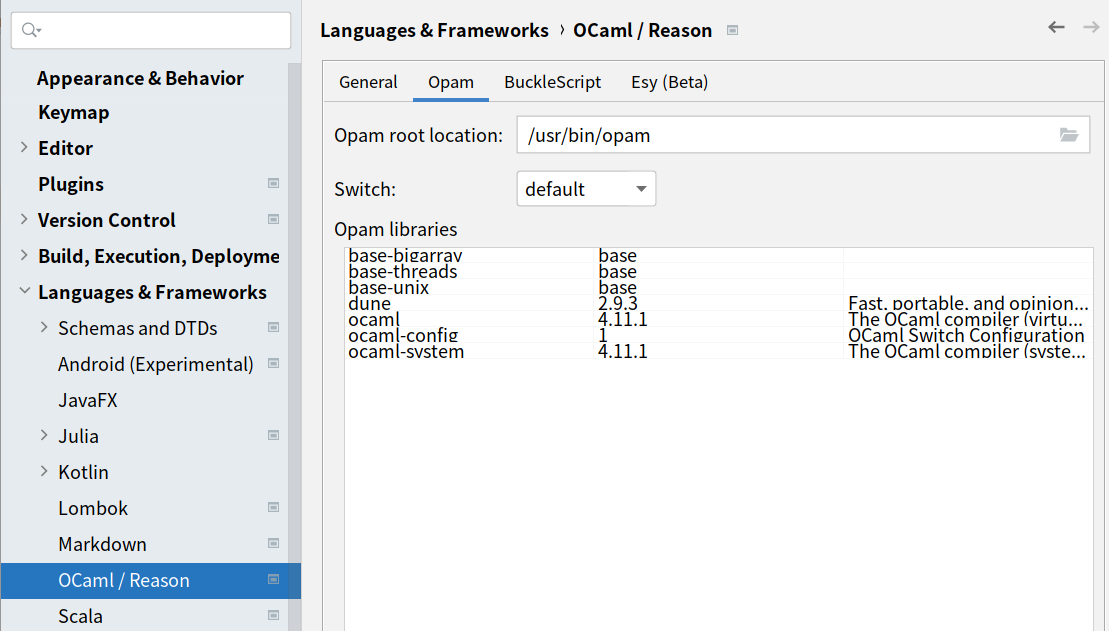 Appearance & Behavior
Keymap
Editor
Plugins
Version Control
Build, Execution, Deployme
Languages & Frameworks
Schemas and DTDs
Android (Experimental)
JavaFX
Julia
Kotlin
Lombok
Markdown
OCaml / Reason
Scala
Languages & Frameworks › OCaml / Reason
General Opam BuckleScript Esy (Beta)
Opam root location: /usr/bin/opam
Switch: default
Opam libraries
base-bigarray base
base-threads base
base-unix base
dune 2.9.3 Fast, portable, and opinion...
ocaml 4.11.1 The OCaml compiler (virtu...
ocaml-config 1 OCaml Switch Configuration
ocaml-system 4.11.1 The OCaml compiler (syste...